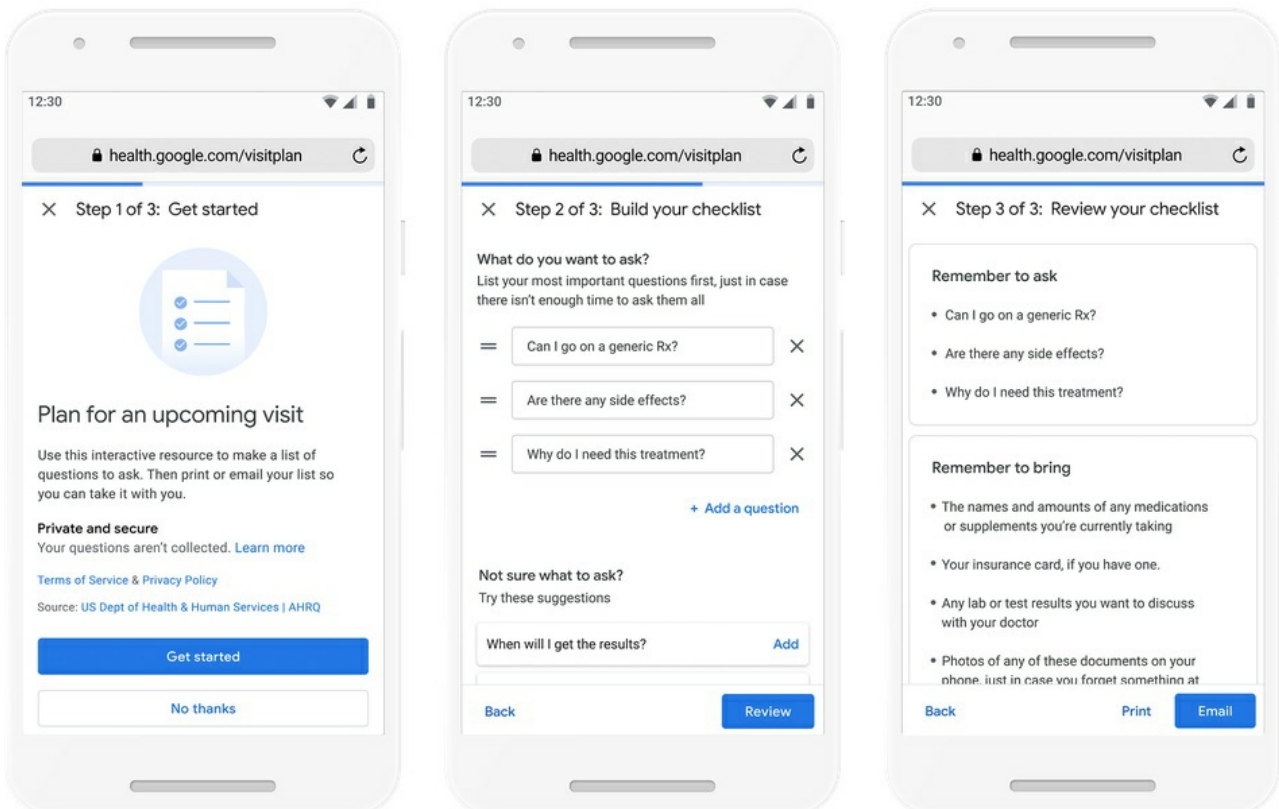 12:30
health.google.com/visitplan
Step 1 of 3: Get started
Plan for an upcoming visit
Use this interactive resource to make a list of
questions to ask. Then print or email your list so
you can take it with you.
Private and secure
Your questions aren't collected. Learn more
Terms of Service & Privacy Policy
Source: US Dept of Health & Human Services | AHRQ
Get started
No thanks
12:30
health.google.com/visitplan
Step 2 of 3: Build your checklist
What do you want to ask?
List your most important questions first, just in case
there isn't enough time to ask them all
Can I go on a generic Rx?
Are there any side effects?
Why do I need this treatment?
+ Add a question
Not sure what to ask?
Try these suggestions
When will I get the results? Add
Back Review
12:30
health.google.com/visitplan
Step 3 of 3: Review your checklist
Remember to ask
• Can I go on a generic Rx?
• Are there any side effects?
• Why do I need this treatment?
Remember to bring
• The names and amounts of any medications
or supplements you're currently taking
• Your insurance card, if you have one.
• Any lab or test results you want to discuss
with your doctor
• Photos of any of these documents on your
phone, just in case you forget something at
Back Print Email